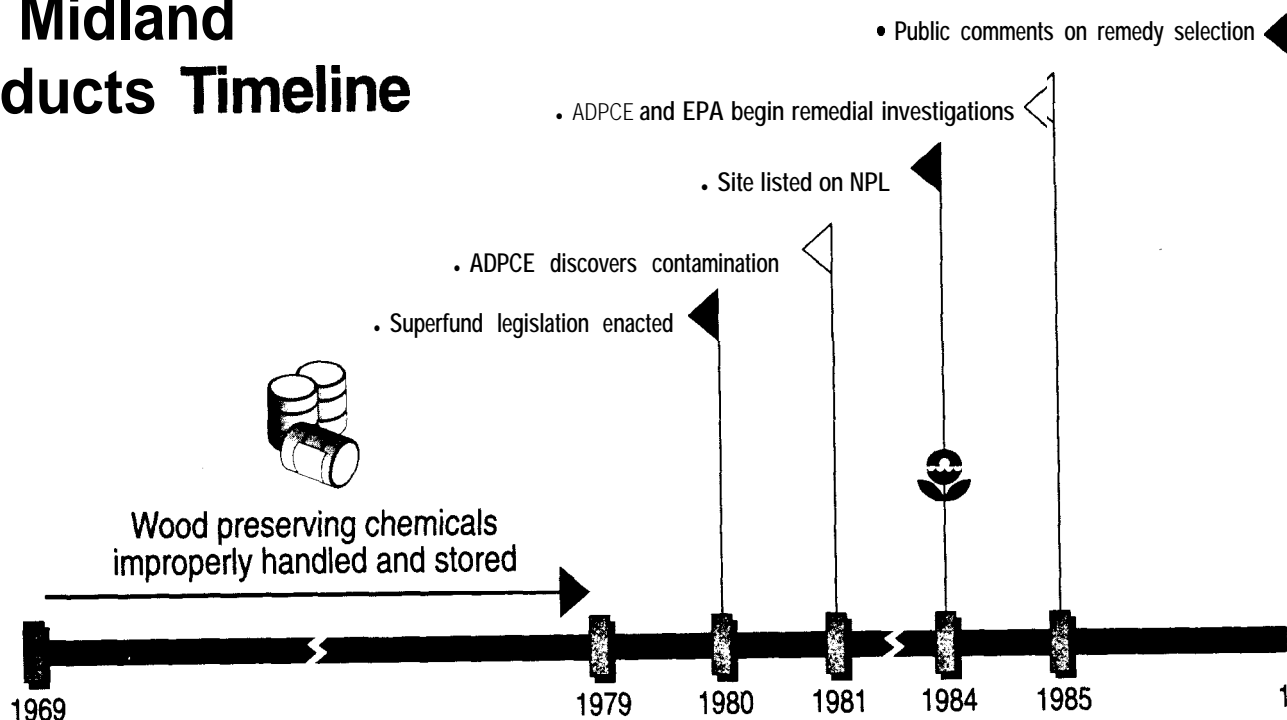 Midland
ducts Timeline
• Public comments on remedy selection
• ADPCE and EPA begin remedial investigations
• Site listed on NPL
• ADPCE discovers contamination
• Superfund legislation enacted
Wood preserving chemicals
improperly handled and stored
1969 1979 1980 1981 1984 1985 1